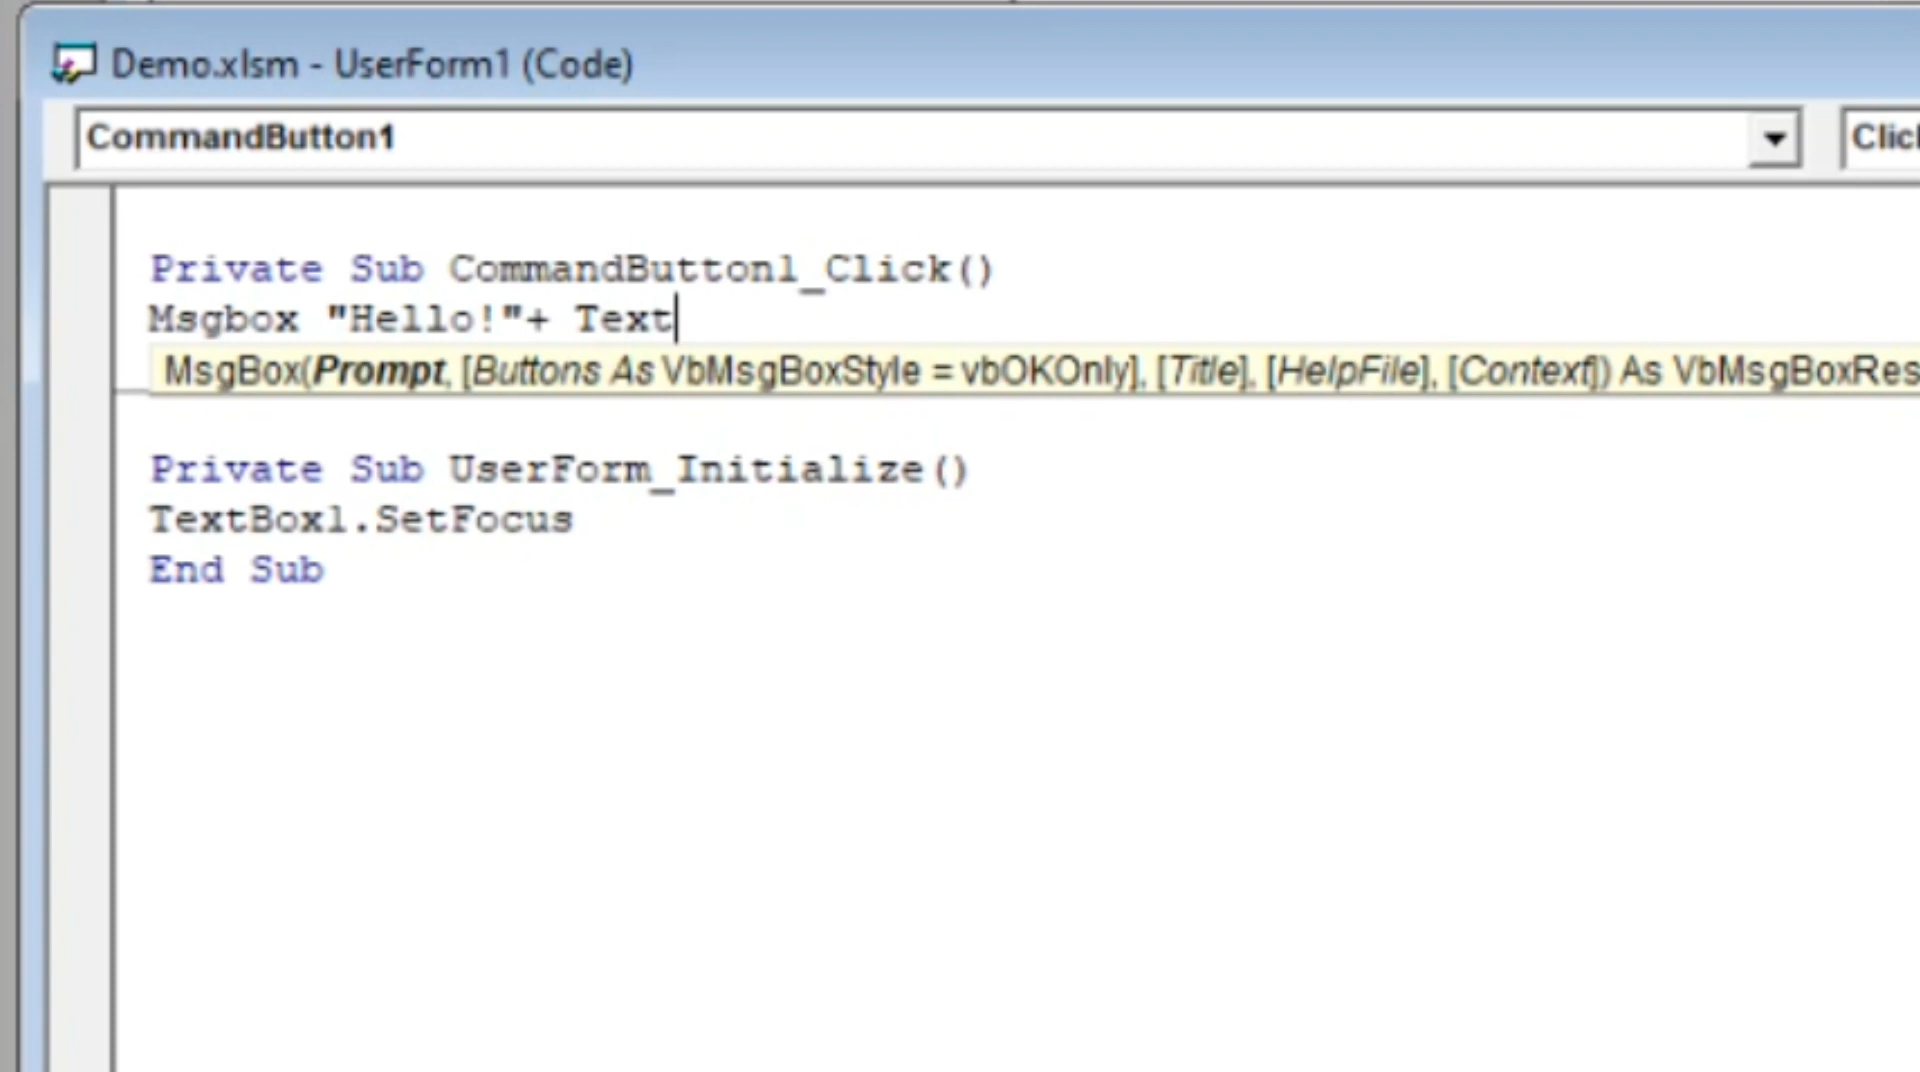 Demo.xlsm - UserForm1 (Code)
CommandButton1
Click
Private Sub CommandButton1_Click()
Msgbox "Hello!"+ Text
MsgBox(Prompt, [Buttons As VbMsgBoxStyle = vbOKOnly], [Title], [HelpFile], [Context]) As VbMsgBoxRes
Private Sub UserForm_Initialize()
TextBox1.SetFocus
End Sub